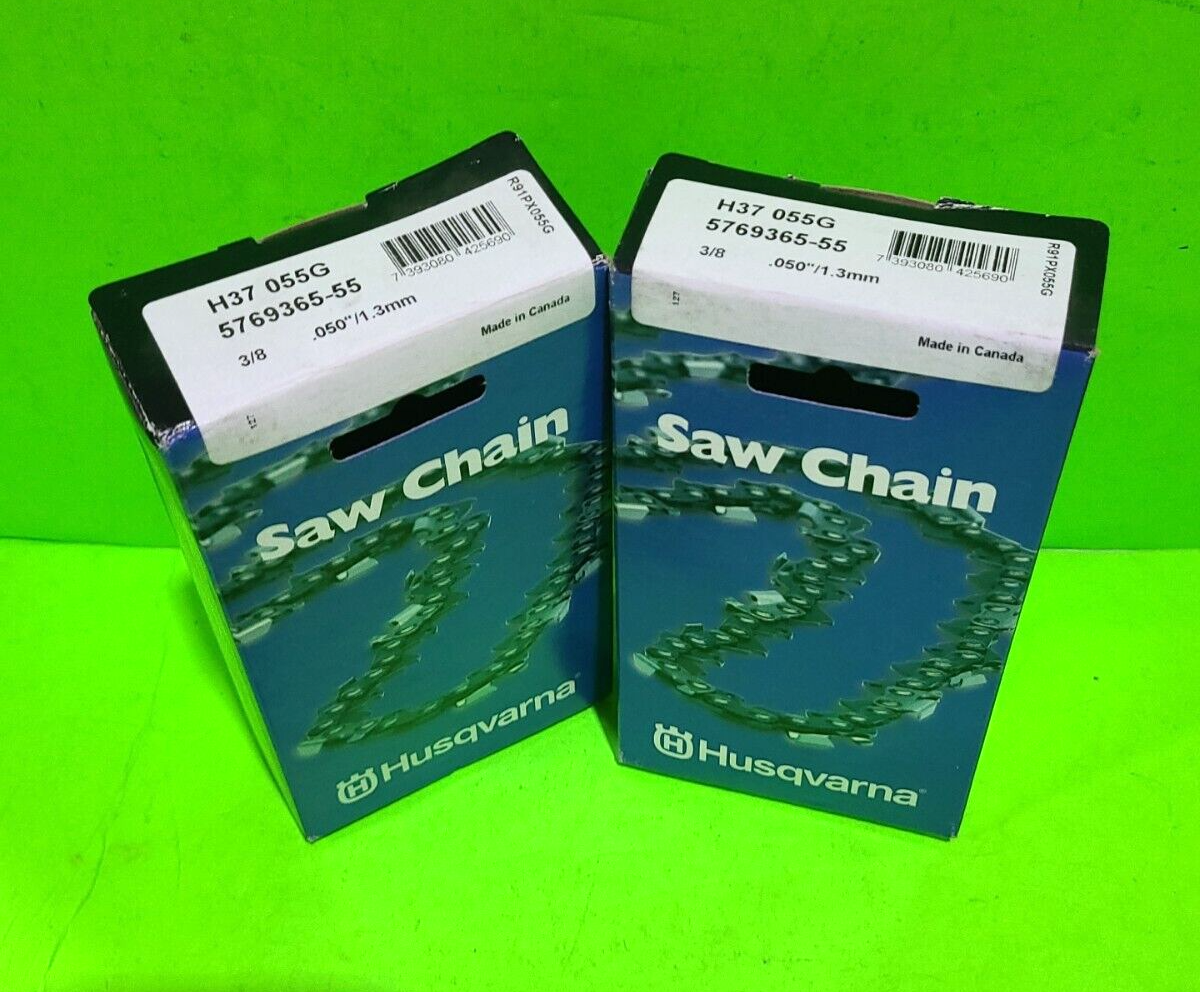 H37 055G
5769365-55
3/8 .050"/1.3mm
7 393080 425690
R91PX055G
127
Made in Canada
Saw Chain
H Husqvarna®
H37 055G
5769365-55
3/8 .050"/1.3mm
7 393080 425690
R91PX055G
127
Made in Canada
Saw Chain
H Husqvarna®